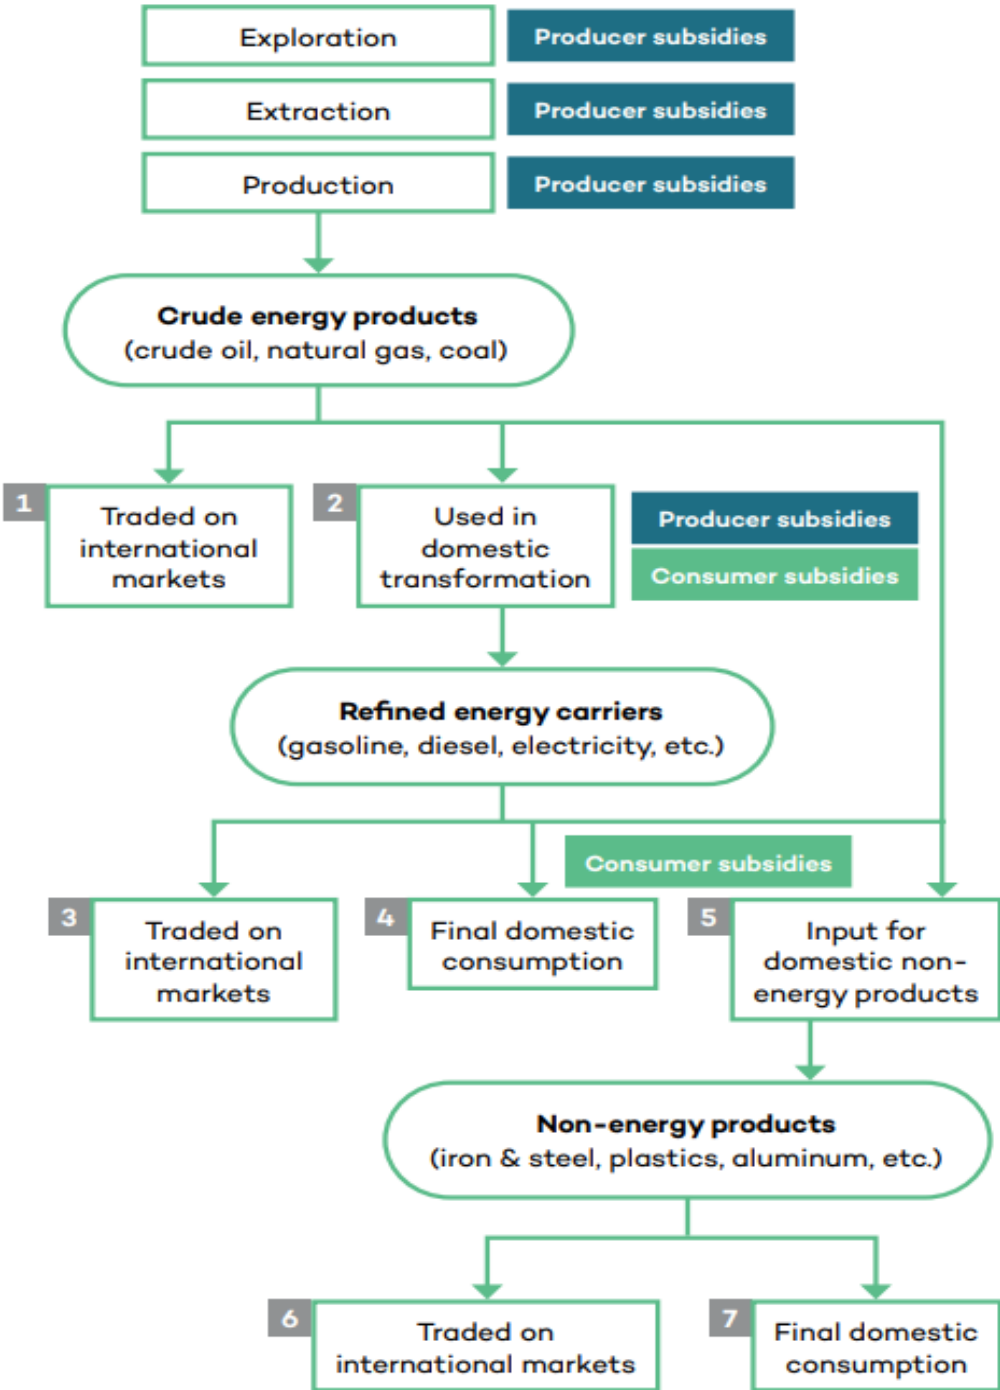 Exploration
Producer subsidies
Extraction
Producer subsidies
Production
Producer subsidies
Crude energy products
(crude oil, natural gas, coal)
1
Traded on
international
markets
2
Used in
domestic
transformation
Producer subsidies
Consumer subsidies
Refined energy carriers
(gasoline, diesel, electricity, etc.)
Consumer subsidies
3
Traded on
international
markets
4
Final domestic
consumption
5
Input for
domestic non-
energy products
Non-energy products
(iron & steel, plastics, aluminum, etc.)
6
Traded on
international markets
7
Final domestic
consumption